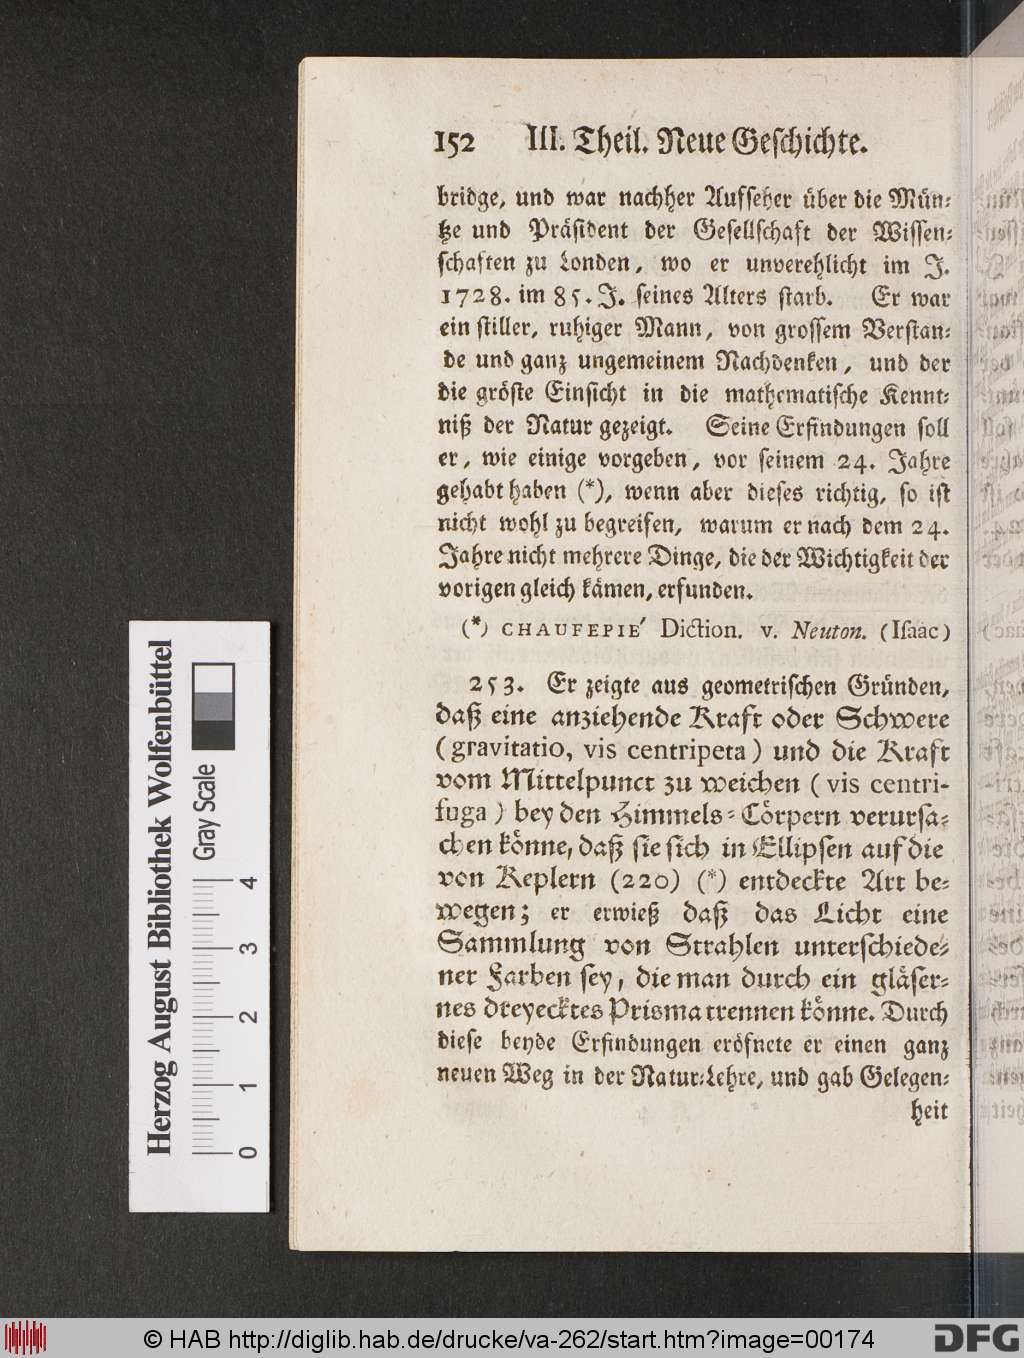 152 III. Theil. Neue Geſchichte.
bridge, und war nachher Aufſeher über die Mün⸗
tze und Präſident der Geſellſchaft der Wiſſen⸗
ſchaften zu Londen, wo er unverehlicht im J.
1728. im 85. J. ſeines Alters ſtarb. Er war
ein ſtiller, ruhiger Mann, von groſſem Verſtan⸗
de und ganz ungemeinem Nachdenken, und der
die gröſte Einſicht in die mathematiſche Kennt⸗
niß der Natur gezeigt. Seine Erfindungen ſoll
er, wie einige vorgeben, vor ſeinem 24. Jahre
gehabt haben (*), wenn aber dieſes richtig, ſo iſt
nicht wohl zu begreifen, warum er nach dem 24.
Jahre nicht mehrere Dinge, die der Wichtigkeit der
vorigen gleich kämen, erfunden.
(*) CHAUFEPIE′ Diction. v. Neuton. (Iſaac)
253. Er zeigte aus geometriſchen Gründen,
daß eine anziehende Kraft oder Schwere
(gravitatio, vis centripeta) und die Kraft
vom Mittelpunct zu weichen (vis centri-
fuga) bey den Himmels⸗Cörpern verurſa⸗
chen könne, daß ſie ſich in Ellipſen auf die
von Keplern (220) (*) entdeckte Art be⸗
wegen; er erwieß daß das Licht eine
Sammlung von Strahlen unterſchiede⸗
ner Farben ſey, die man durch ein gläſer⸗
nes dreyecktes Prisma trennen könne. Durch
dieſe beyde Erfindungen eröfnete er einen ganz
neuen Weg in der Natur⸗Lehre, und gab Gelegen⸗
heit
Herzog August Bibliothek Wolfenbüttel
Gray Scale
0 1 2 3 4
© HAB http://diglib.hab.de/drucke/va-262/start.htm?image=00174
DFG